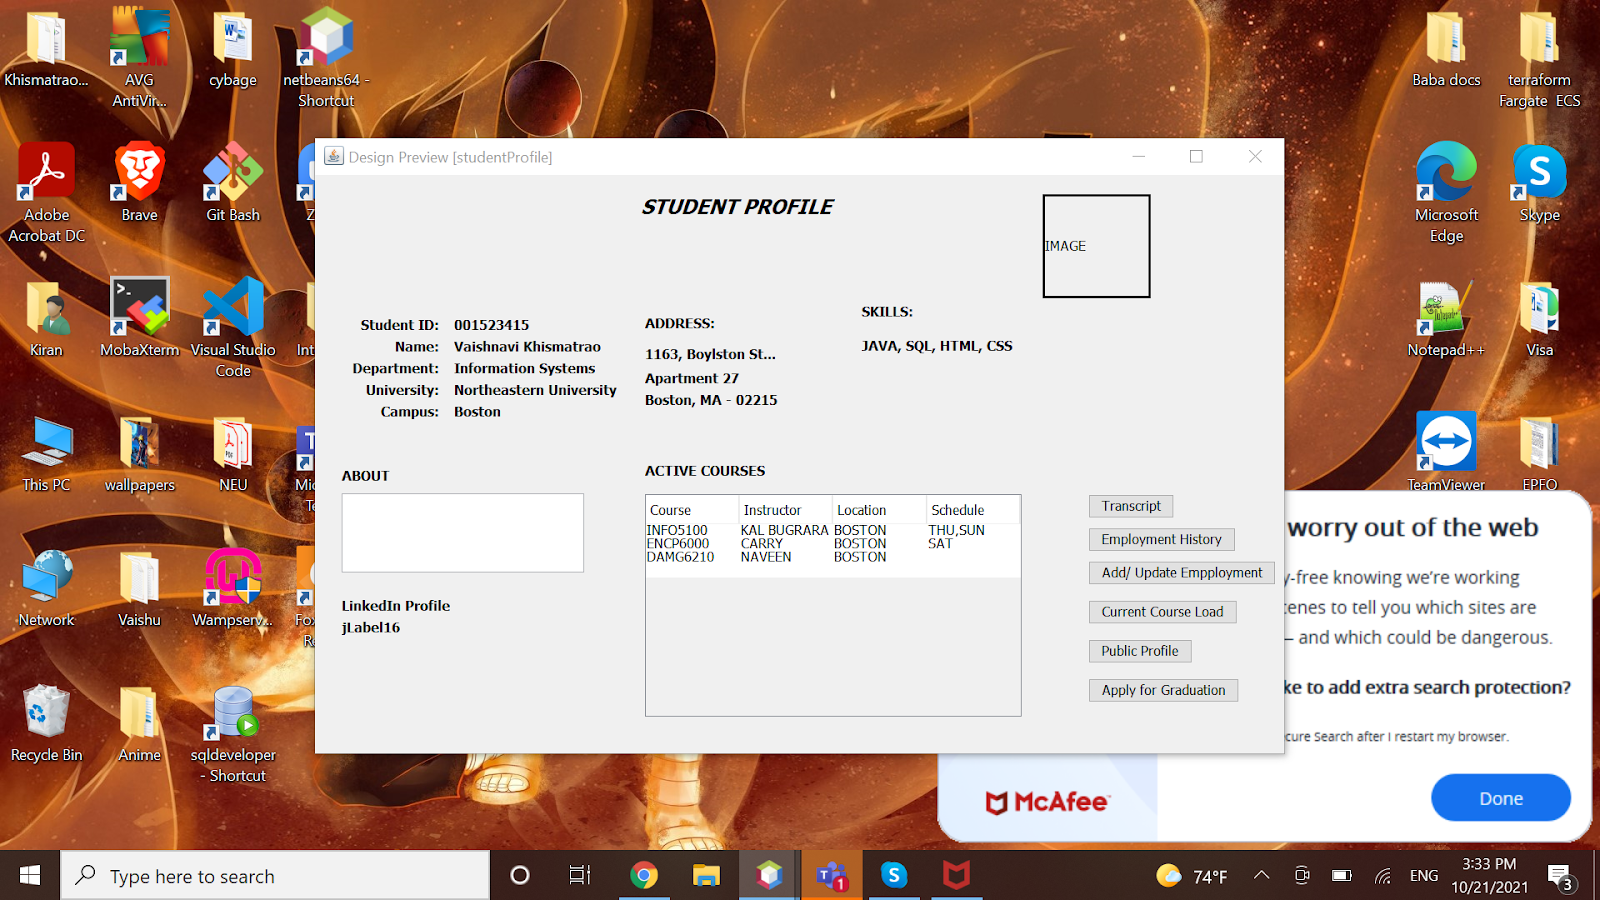 Khismatrao...
AVG
AntiVir...
cybage
netbeans64 -
Shortcut
Baba docs
terraform
Fargate ECS
Adobe
Acrobat DC
Brave
Git Bash
Microsoft
Edge
Skype
Kiran
MobaXterm
Visual Studio
Code
Notepad++
Visa
This PC
wallpapers
NEU
TeamViewer
EPFO
Network
Vaishu
Wampserv...
Recycle Bin
Anime
sqldeveloper
- Shortcut
Design Preview [studentProfile]
STUDENT PROFILE
IMAGE
Student ID: 001523415
Name: Vaishnavi Khismatrao
Department: Information Systems
University: Northeastern University
Campus: Boston
ADDRESS:
1163, Boylston St...
Apartment 27
Boston, MA - 02215
SKILLS:
JAVA, SQL, HTML, CSS
ABOUT
LinkedIn Profile
jLabel16
ACTIVE COURSES
Course Instructor Location Schedule
INFO5100 KAL BUGRARA BOSTON THU,SUN
ENCP6000 CARRY BOSTON SAT
DAMG6210 NAVEEN BOSTON
Transcript
Employment History
Add/ Update Empployment
Current Course Load
Public Profile
Apply for Graduation
worry out of the web
y-free knowing we're working
enes to tell you which sites are
– and which could be dangerous.
ke to add extra search protection?
cure Search after I restart my browser.
McAfee
Done
Type here to search
1
74°F
ENG
3:33 PM
10/21/2021
3